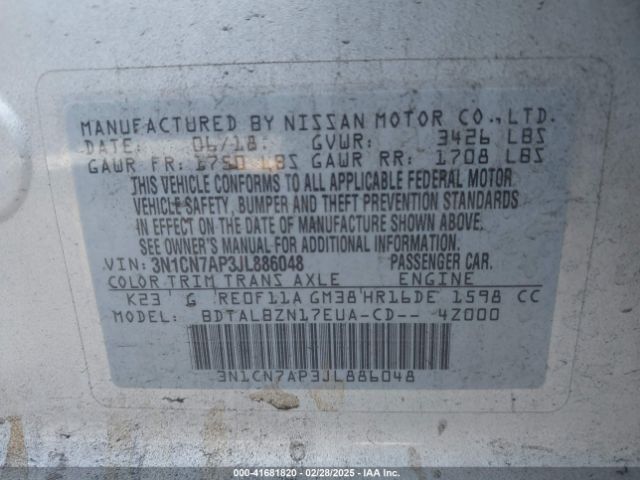 MANUFACTURED BY NISSAN MOTOR CO., LTD.
DATE: 06/18 GVWR: 3426 LBS
GAWR FR: 1750 LBS GAWR RR: 1708 LBS
THIS VEHICLE CONFORMS TO ALL APPLICABLE FEDERAL MOTOR
VEHICLE SAFETY, BUMPER AND THEFT PREVENTION STANDARDS
IN EFFECT ON THE DATE OF MANUFACTURE SHOWN ABOVE.
SEE OWNER'S MANUAL FOR ADDITIONAL INFORMATION.
VIN: 3N1CN7AP3JL886048 PASSENGER CAR.
COLOR TRIM TRANS AXLE ENGINE
K23 G RE0F11A GM38 HR16DE 1598 CC
MODEL: BDTALBZN17EUA-CD-- 4Z000
3N1CN7AP3JL886048
000-41681820 - 02/28/2025 - IAA Inc.